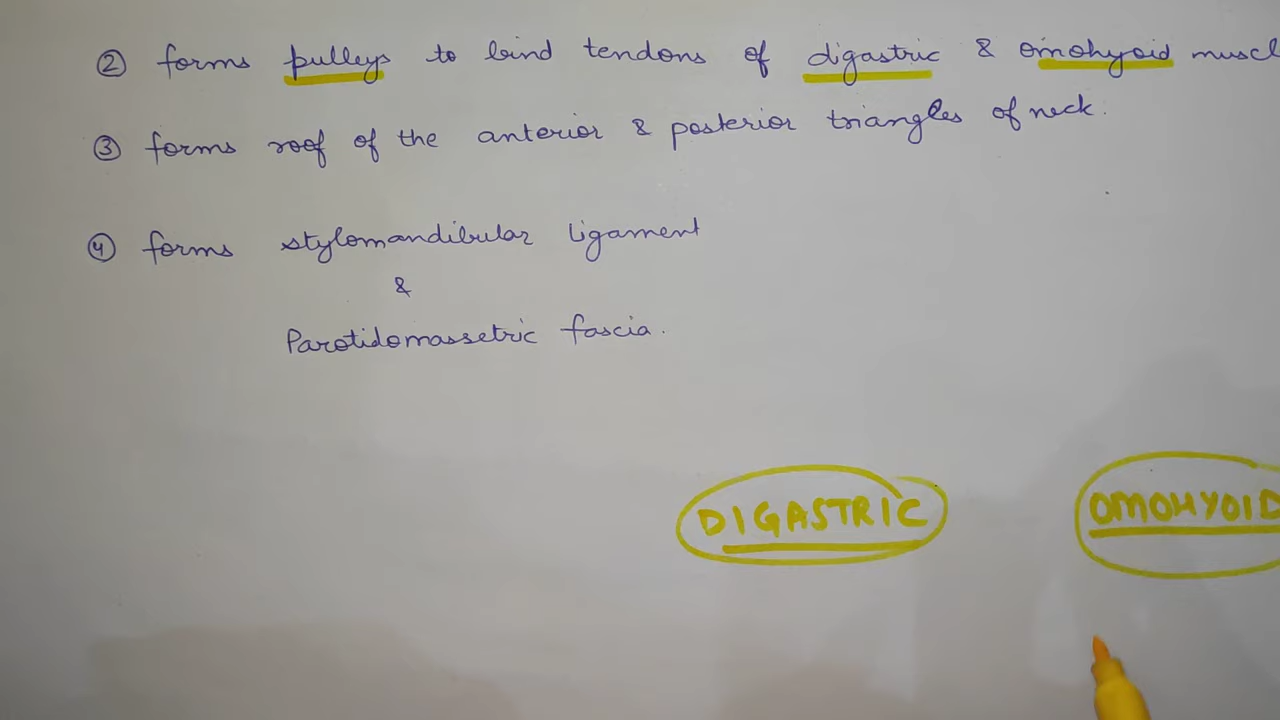 ② forms pulleys to bind tendons of digastric & omohyoid muscl
③ forms roof of the anterior & posterior triangles of neck.
④ forms stylomandibular ligament
&
Parotidomassetric fascia.
DIGASTRIC OMOHYOID